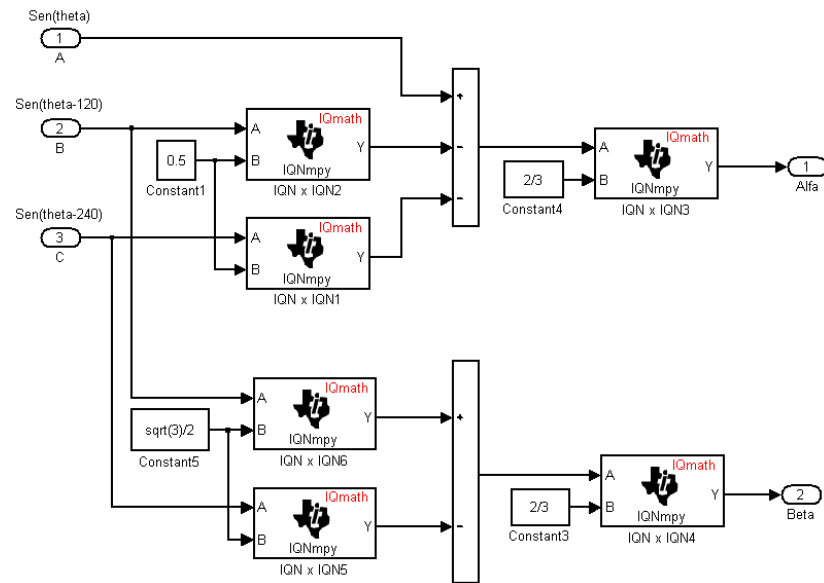 Sen(theta)
1
A
Sen(theta-120)
2
B
0.5
Constant1
IQmath
A
B
Y
IQNmpy
IQN x IQN2
Sen(theta-240)
3
C
IQmath
A
B
Y
IQNmpy
IQN x IQN1
+
-
-
2/3
Constant4
IQmath
A
B
Y
IQNmpy
IQN x IQN3
1
Alfa
sqrt(3)/2
Constant5
IQmath
A
B
Y
IQNmpy
IQN x IQN6
IQmath
A
B
Y
IQNmpy
IQN x IQN5
+
-
2/3
Constant3
IQmath
A
B
Y
IQNmpy
IQN x IQN4
2
Beta